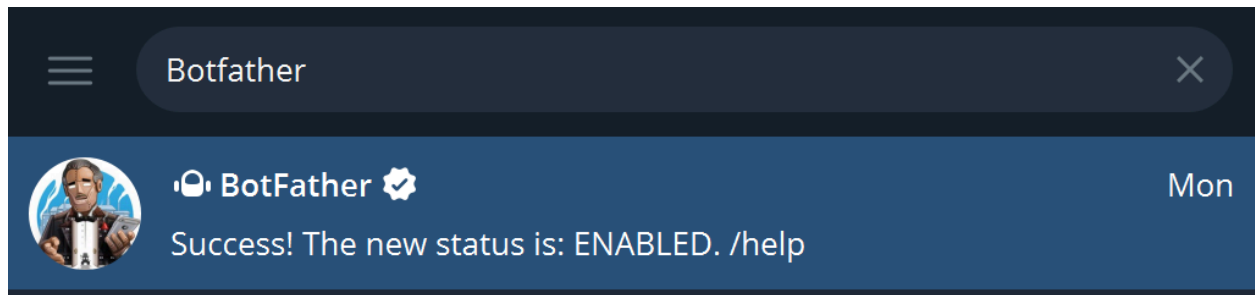 Botfather
BotFather
Mon
Success! The new status is: ENABLED. /help